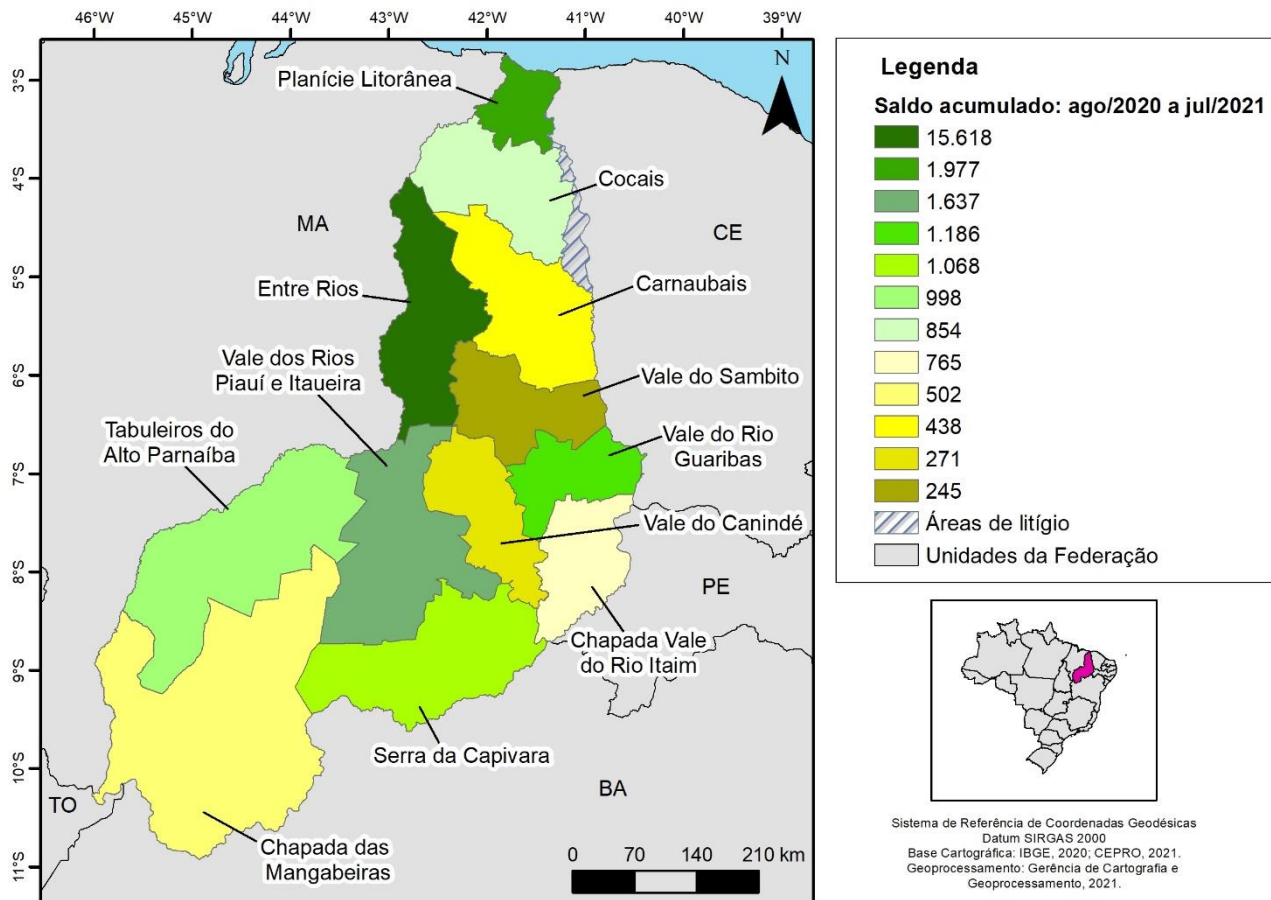 46°W
45°W
44°W
43°W
42°W
41°W
40°W
39°W
3°S
4°S
5°S
6°S
7°S
8°S
9°S
10°S
11°S
N
Planície Litorânea
Cocais
MA
CE
Entre Rios
Carnaubais
Vale dos Rios
Piauí e Itaueira
Vale do Sambito
Tabuleiros do
Alto Parnaíba
Vale do Rio
Guaribas
Vale do Canindé
PE
Chapada Vale
do Rio Itaim
Serra da Capivara
BA
TO
Chapada das
Mangabeiras
0 70 140 210 km
Legenda
Saldo acumulado: ago/2020 a jul/2021
15.618
1.977
1.637
1.186
1.068
998
854
765
502
438
271
245
Áreas de litígio
Unidades da Federação
Sistema de Referência de Coordenadas Geodésicas
Datum SIRGAS 2000
Base Cartográfica: IBGE, 2020; CEPRO, 2021.
Geoprocessamento: Gerência de Cartografia e
Geoprocessamento, 2021.